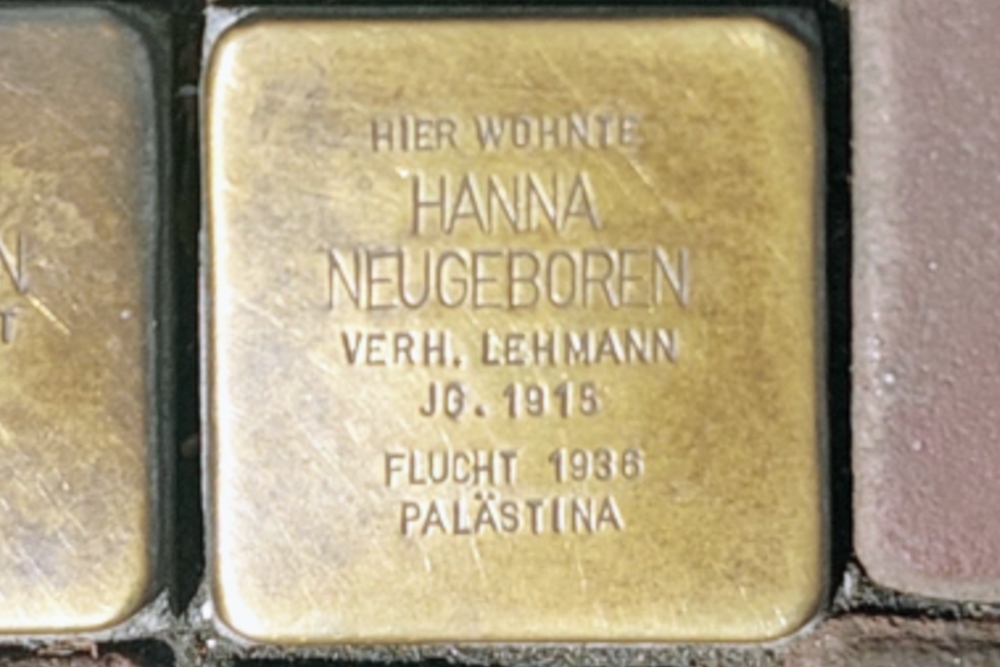 HIER WOHNTE
HANNA
NEUGEBOREN
VERH. LEHMANN
JG. 1915
FLUCHT 1936
PALÄSTINA